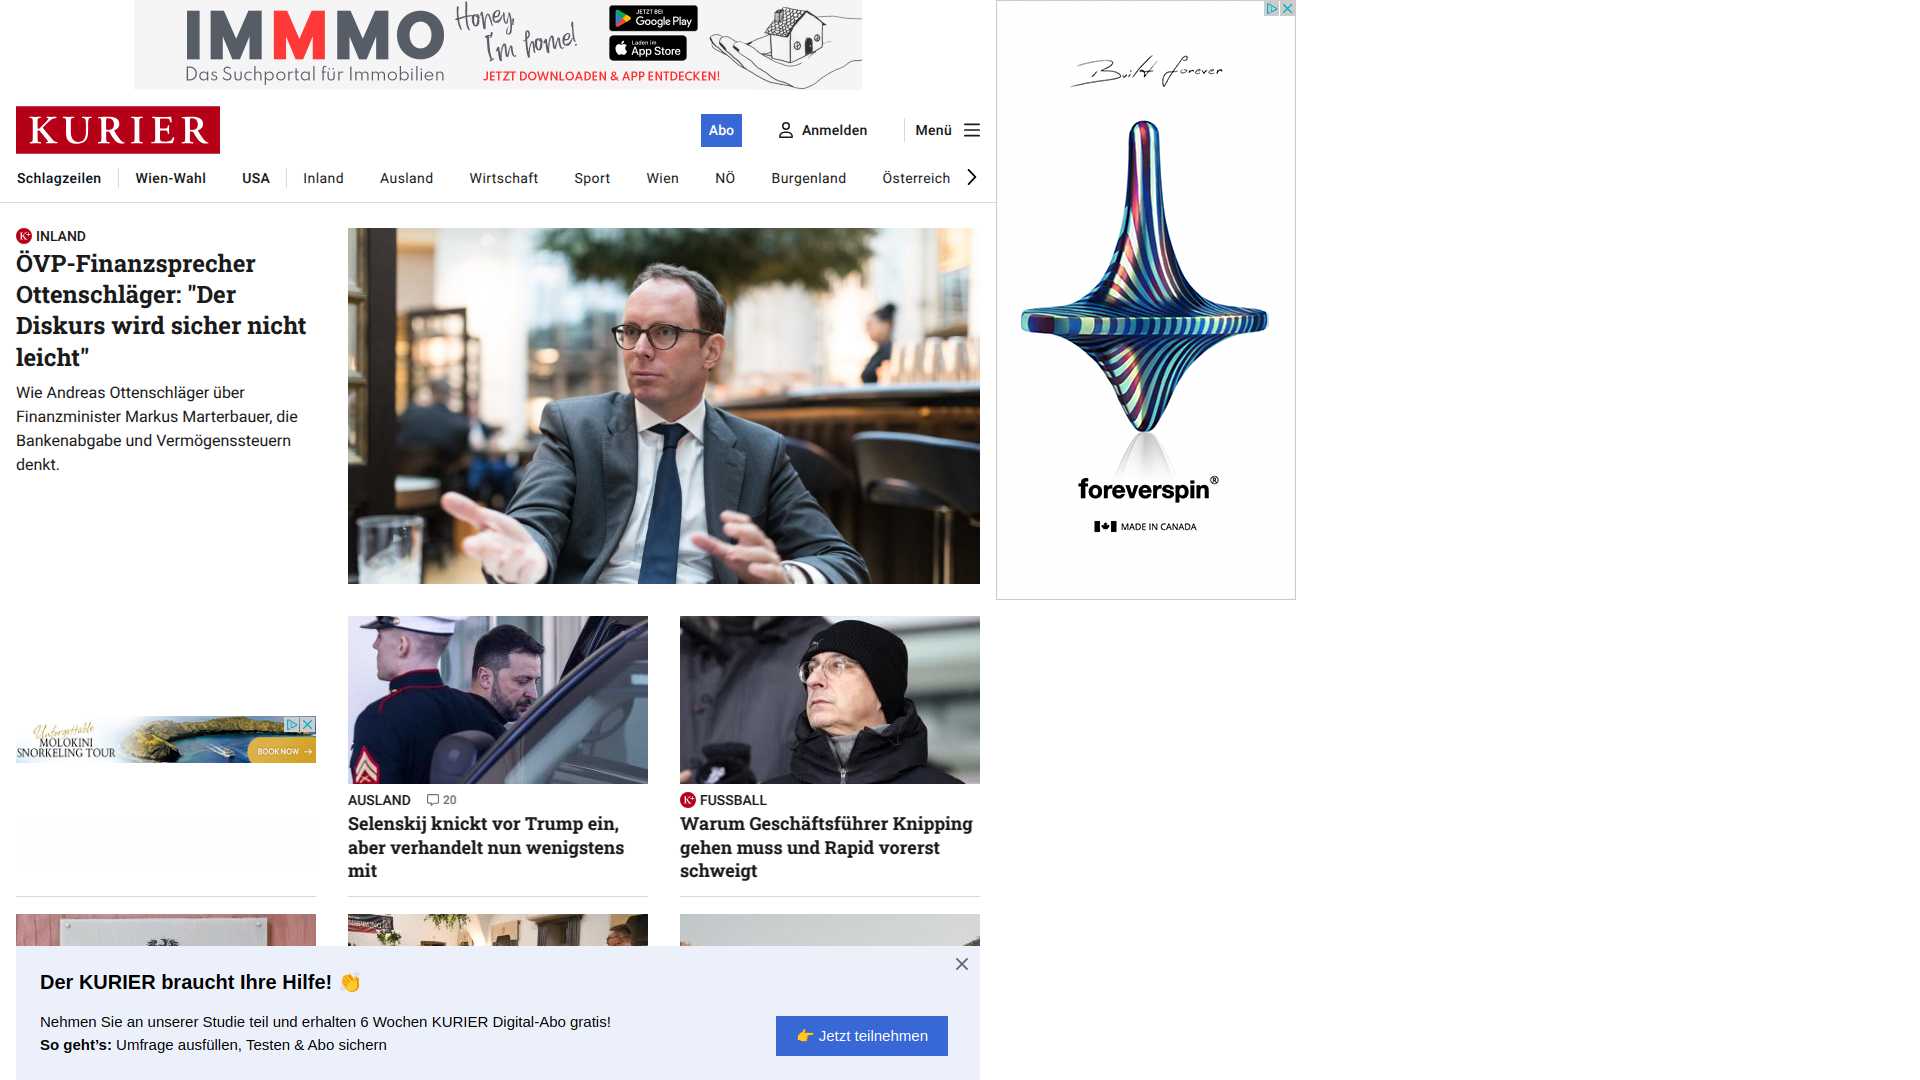 IMMMO
Das Suchportal für Immobilien
Honey, I'm home!
JETZT BEI
Google Play
Laden im
App Store
JETZT DOWNLOADEN & APP ENTDECKEN!
KURIER
Abo
Anmelden
Menü
Schlagzeilen
Wien-Wahl
USA
Inland
Ausland
Wirtschaft
Sport
Wien
NÖ
Burgenland
Österreich
K+ INLAND
ÖVP-Finanzsprecher
Ottenschläger: "Der
Diskurs wird sicher nicht
leicht"
Wie Andreas Ottenschläger über
Finanzminister Markus Marterbauer, die
Bankenabgabe und Vermögenssteuern
denkt.
Unforgettable
MOLOKINI
SNORKELING TOUR
BOOK NOW →
AUSLAND 20
Selenskij knickt vor Trump ein,
aber verhandelt nun wenigstens
mit
K+ FUSSBALL
Warum Geschäftsführer Knipping
gehen muss und Rapid vorerst
schweigt
Der KURIER braucht Ihre Hilfe! 👏
Nehmen Sie an unserer Studie teil und erhalten 6 Wochen KURIER Digital-Abo gratis!
So geht's: Umfrage ausfüllen, Testen & Abo sichern
👉 Jetzt teilnehmen
Built forever
foreverspin®
MADE IN CANADA